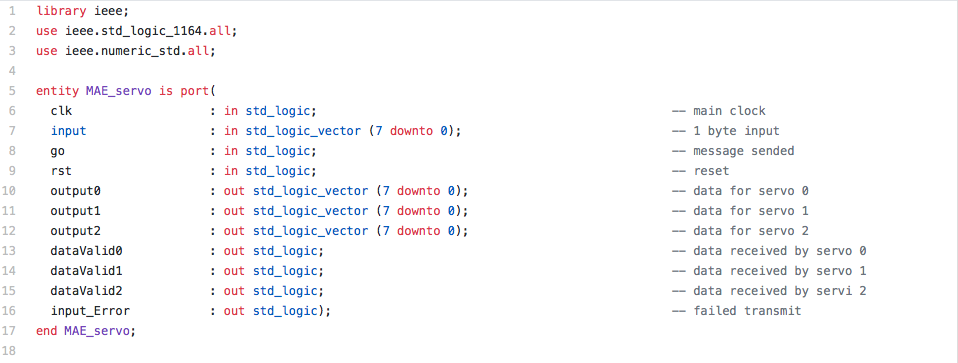 1 library ieee;
2 use ieee.std_logic_1164.all;
3 use ieee.numeric_std.all;
4
5 entity MAE_servo is port(
6   clk                   : in std_logic;                                                 -- main clock
7   input                 : in std_logic_vector (7 downto 0);                             -- 1 byte input
8   go                    : in std_logic;                                                 -- message sended
9   rst                   : in std_logic;                                                 -- reset
10   output0               : out std_logic_vector (7 downto 0);                            -- data for servo 0
11   output1               : out std_logic_vector (7 downto 0);                            -- data for servo 1
12   output2               : out std_logic_vector (7 downto 0);                            -- data for servo 2
13   dataValid0            : out std_logic;                                                -- data received by servo 0
14   dataValid1            : out std_logic;                                                -- data received by servo 1
15   dataValid2            : out std_logic;                                                -- data received by servi 2
16   input_Error           : out std_logic);                                               -- failed transmit
17 end MAE_servo;
18